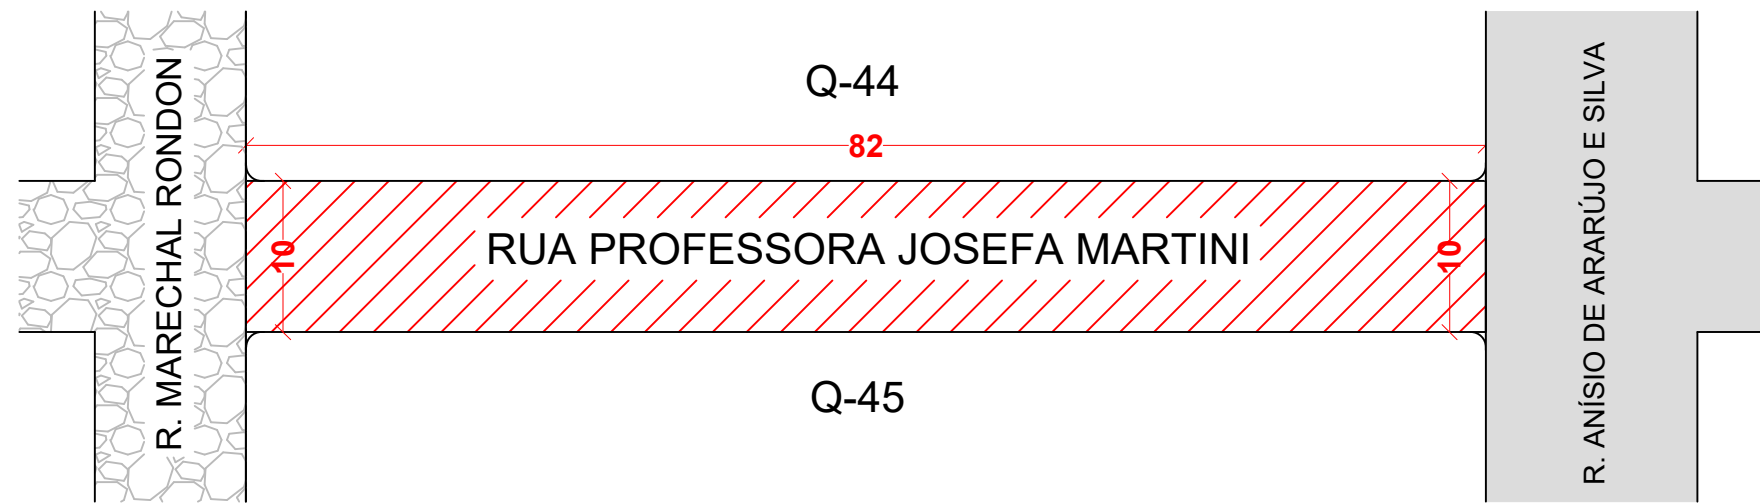 Q-44
82
R. MARECHAL RONDON
10
RUA PROFESSORA JOSEFA MARTINI
10
R. ANÍSIO DE ARARÚJO E SILVA
Q-45